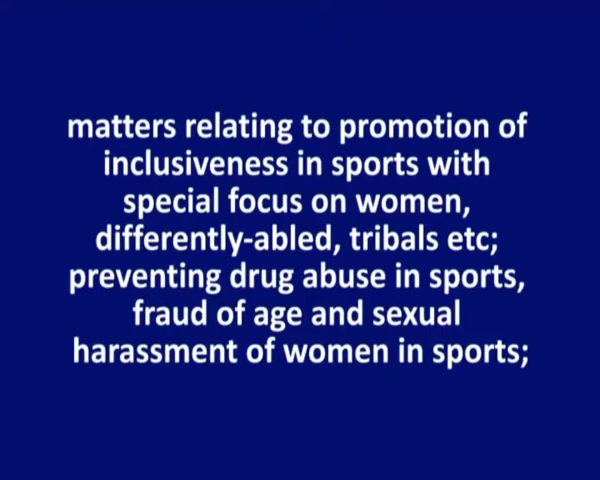 matters relating to promotion of
inclusiveness in sports with
special focus on women,
differently-abled, tribals etc;
preventing drug abuse in sports,
fraud of age and sexual
harassment of women in sports;